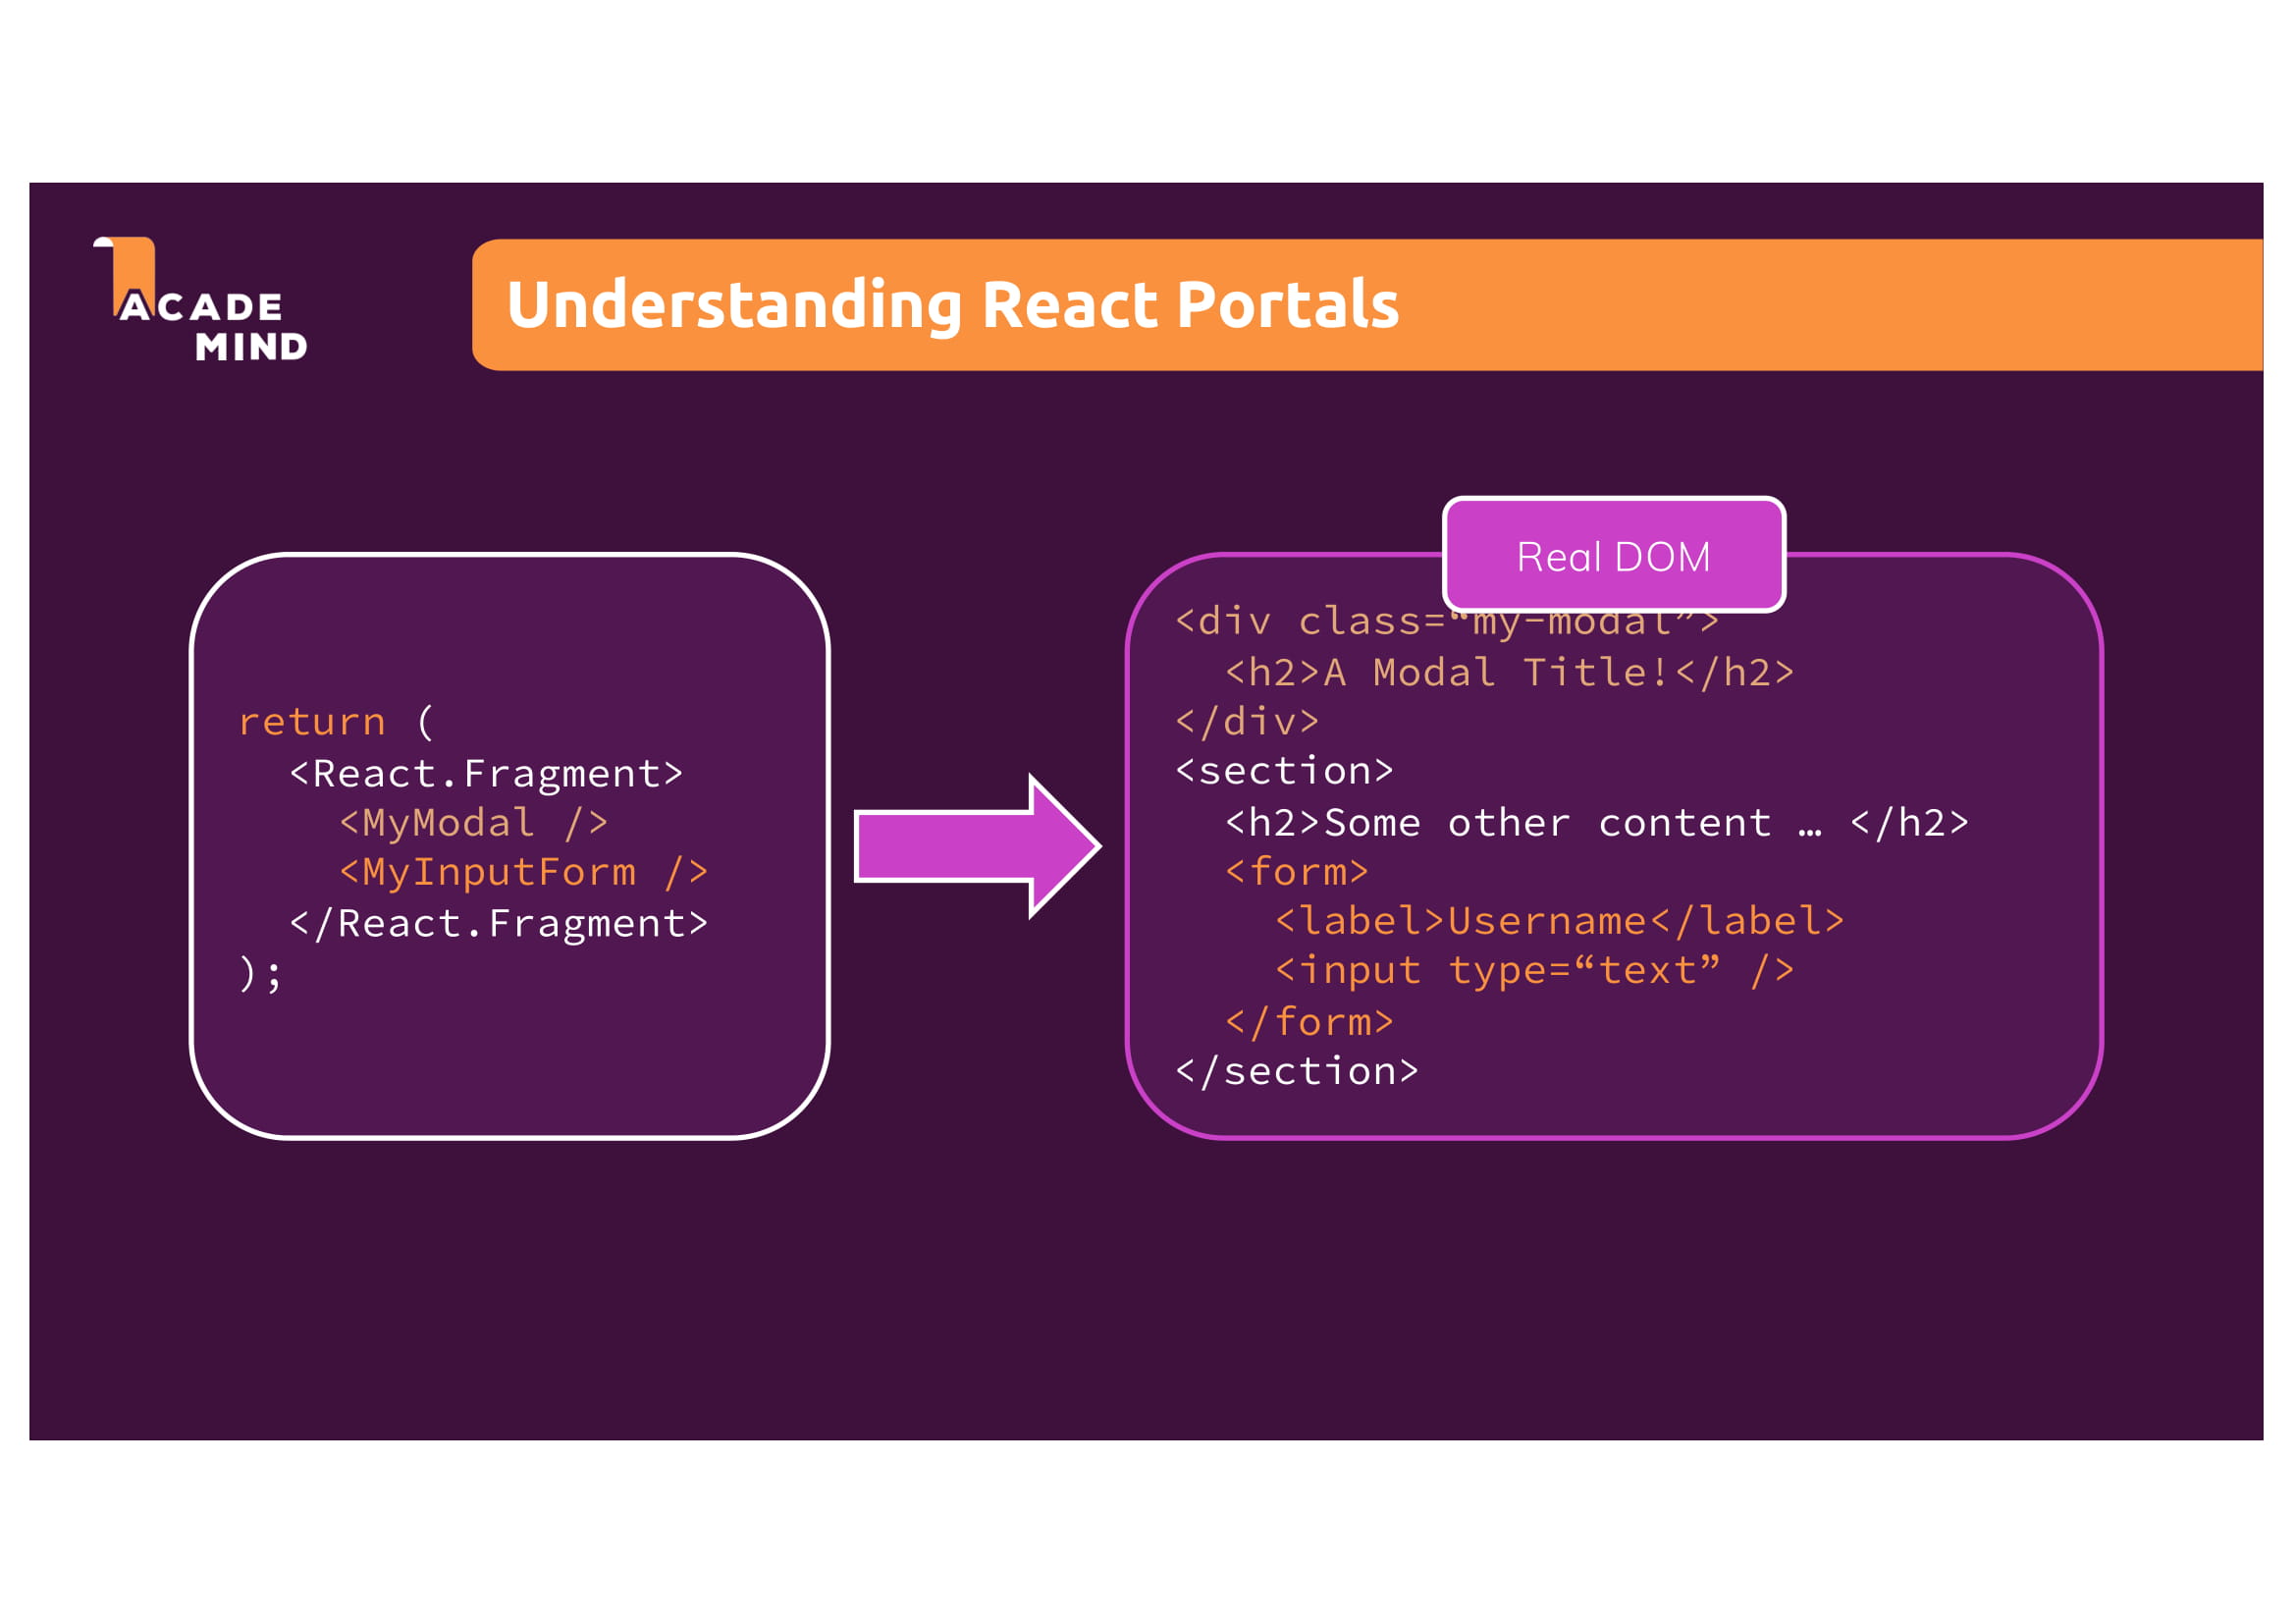 ACADE
MIND
Understanding React Portals
return (
  <React.Fragment>
    <MyModal />
    <MyInputForm />
  </React.Fragment>
);
Real DOM
<div class=“my-modal”>
  <h2>A Modal Title!</h2>
</div>
<section>
  <h2>Some other content … </h2>
  <form>
    <label>Username</label>
    <input type=“text” />
  </form>
</section>